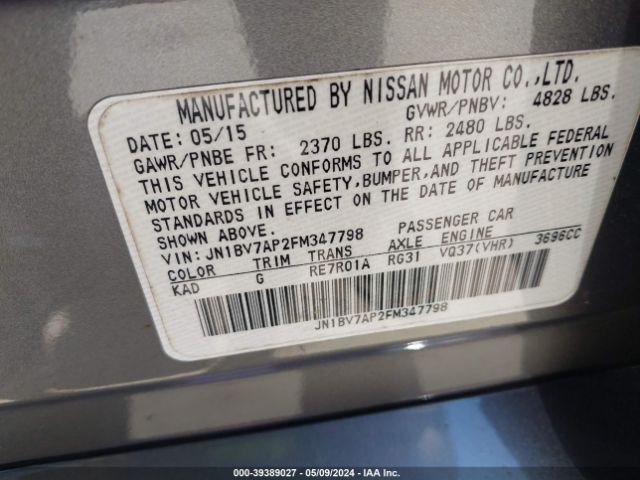 MANUFACTURED BY NISSAN MOTOR CO.,LTD.
DATE: 05/15 GVWR/PNBV: 4828 LBS.
GAWR/PNBE FR: 2370 LBS. RR: 2480 LBS.
THIS VEHICLE CONFORMS TO ALL APPLICABLE FEDERAL
MOTOR VEHICLE SAFETY,BUMPER,AND THEFT PREVENTION
STANDARDS IN EFFECT ON THE DATE OF MANUFACTURE
SHOWN ABOVE.
VIN: JN1BV7AP2FM347798 PASSENGER CAR
COLOR TRIM TRANS AXLE ENGINE
KAD G RE7R01A RG31 VQ37(VHR) 3696CC
JN1BV7AP2FM347798
000-39389027 - 05/09/2024 - IAA Inc.